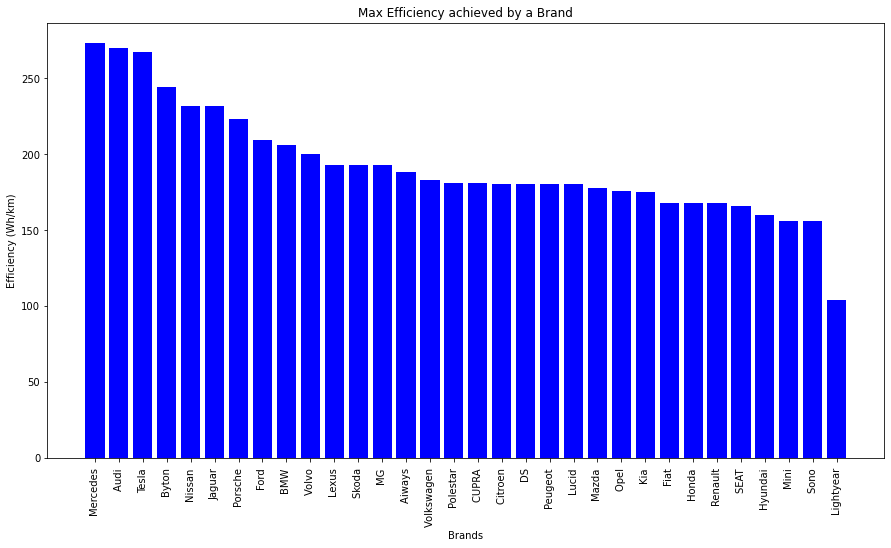 Max Efficiency achieved by a Brand
Efficiency (Wh/km)
250
200
150
100
50
0
Mercedes
Audi
Tesla
Byton
Nissan
Jaguar
Porsche
Ford
BMW
Volvo
Lexus
Skoda
MG
Aiways
Volkswagen
Polestar
CUPRA
Citroen
DS
Peugeot
Lucid
Mazda
Opel
Kia
Fiat
Honda
Renault
SEAT
Hyundai
Mini
Sono
Lightyear
Brands